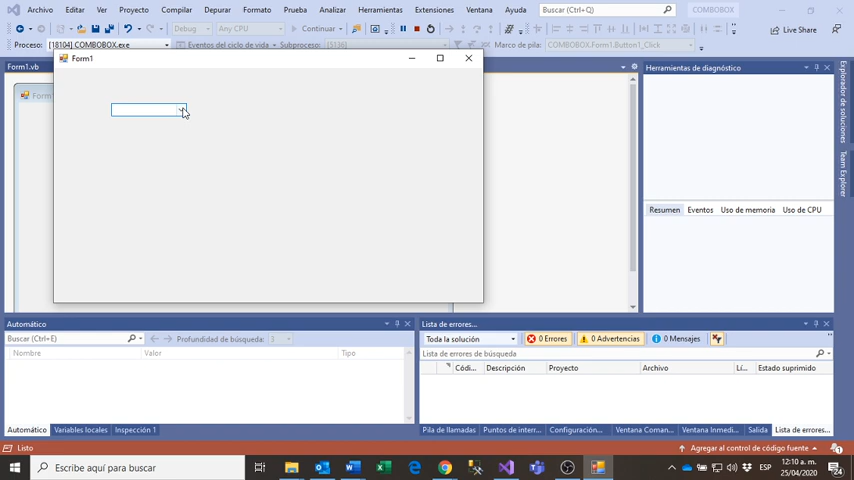 Archivo Editar Ver Proyecto Compilar Depurar Formato Prueba Analizar Herramientas Extensiones Ventana Ayuda Buscar (Ctrl+Q) COMBOBOX
Debug Any CPU Continuar Live Share
Proceso: [18104] COMBOBOX.exe Eventos del ciclo de vida Subproceso: [5136] Marco de pila: COMBOBOX.Form1.Button1_Click
Form1.vb Form1 Herramientas de diagnóstico
Form
Explorador de soluciones
Team Explorer
Resumen Eventos Uso de memoria Uso de CPU
Automático Lista de errores...
Buscar (Ctrl+E) Profundidad de búsqueda: 3 Toda la solución 0 Errores 0 Advertencias 0 Mensajes
Nombre Valor Tipo Lista de errores de búsqueda
Códi... Descripción Proyecto Archivo Lí... Estado suprimido
Automático Variables locales Inspección 1 Pila de llamadas Puntos de interr... Configuración... Ventana Coman... Ventana Inmedi... Salida Lista de errores...
Listo Agregar al control de código fuente 1
Escribe aquí para buscar ESP 12:10 a. m.
25/04/2020 24